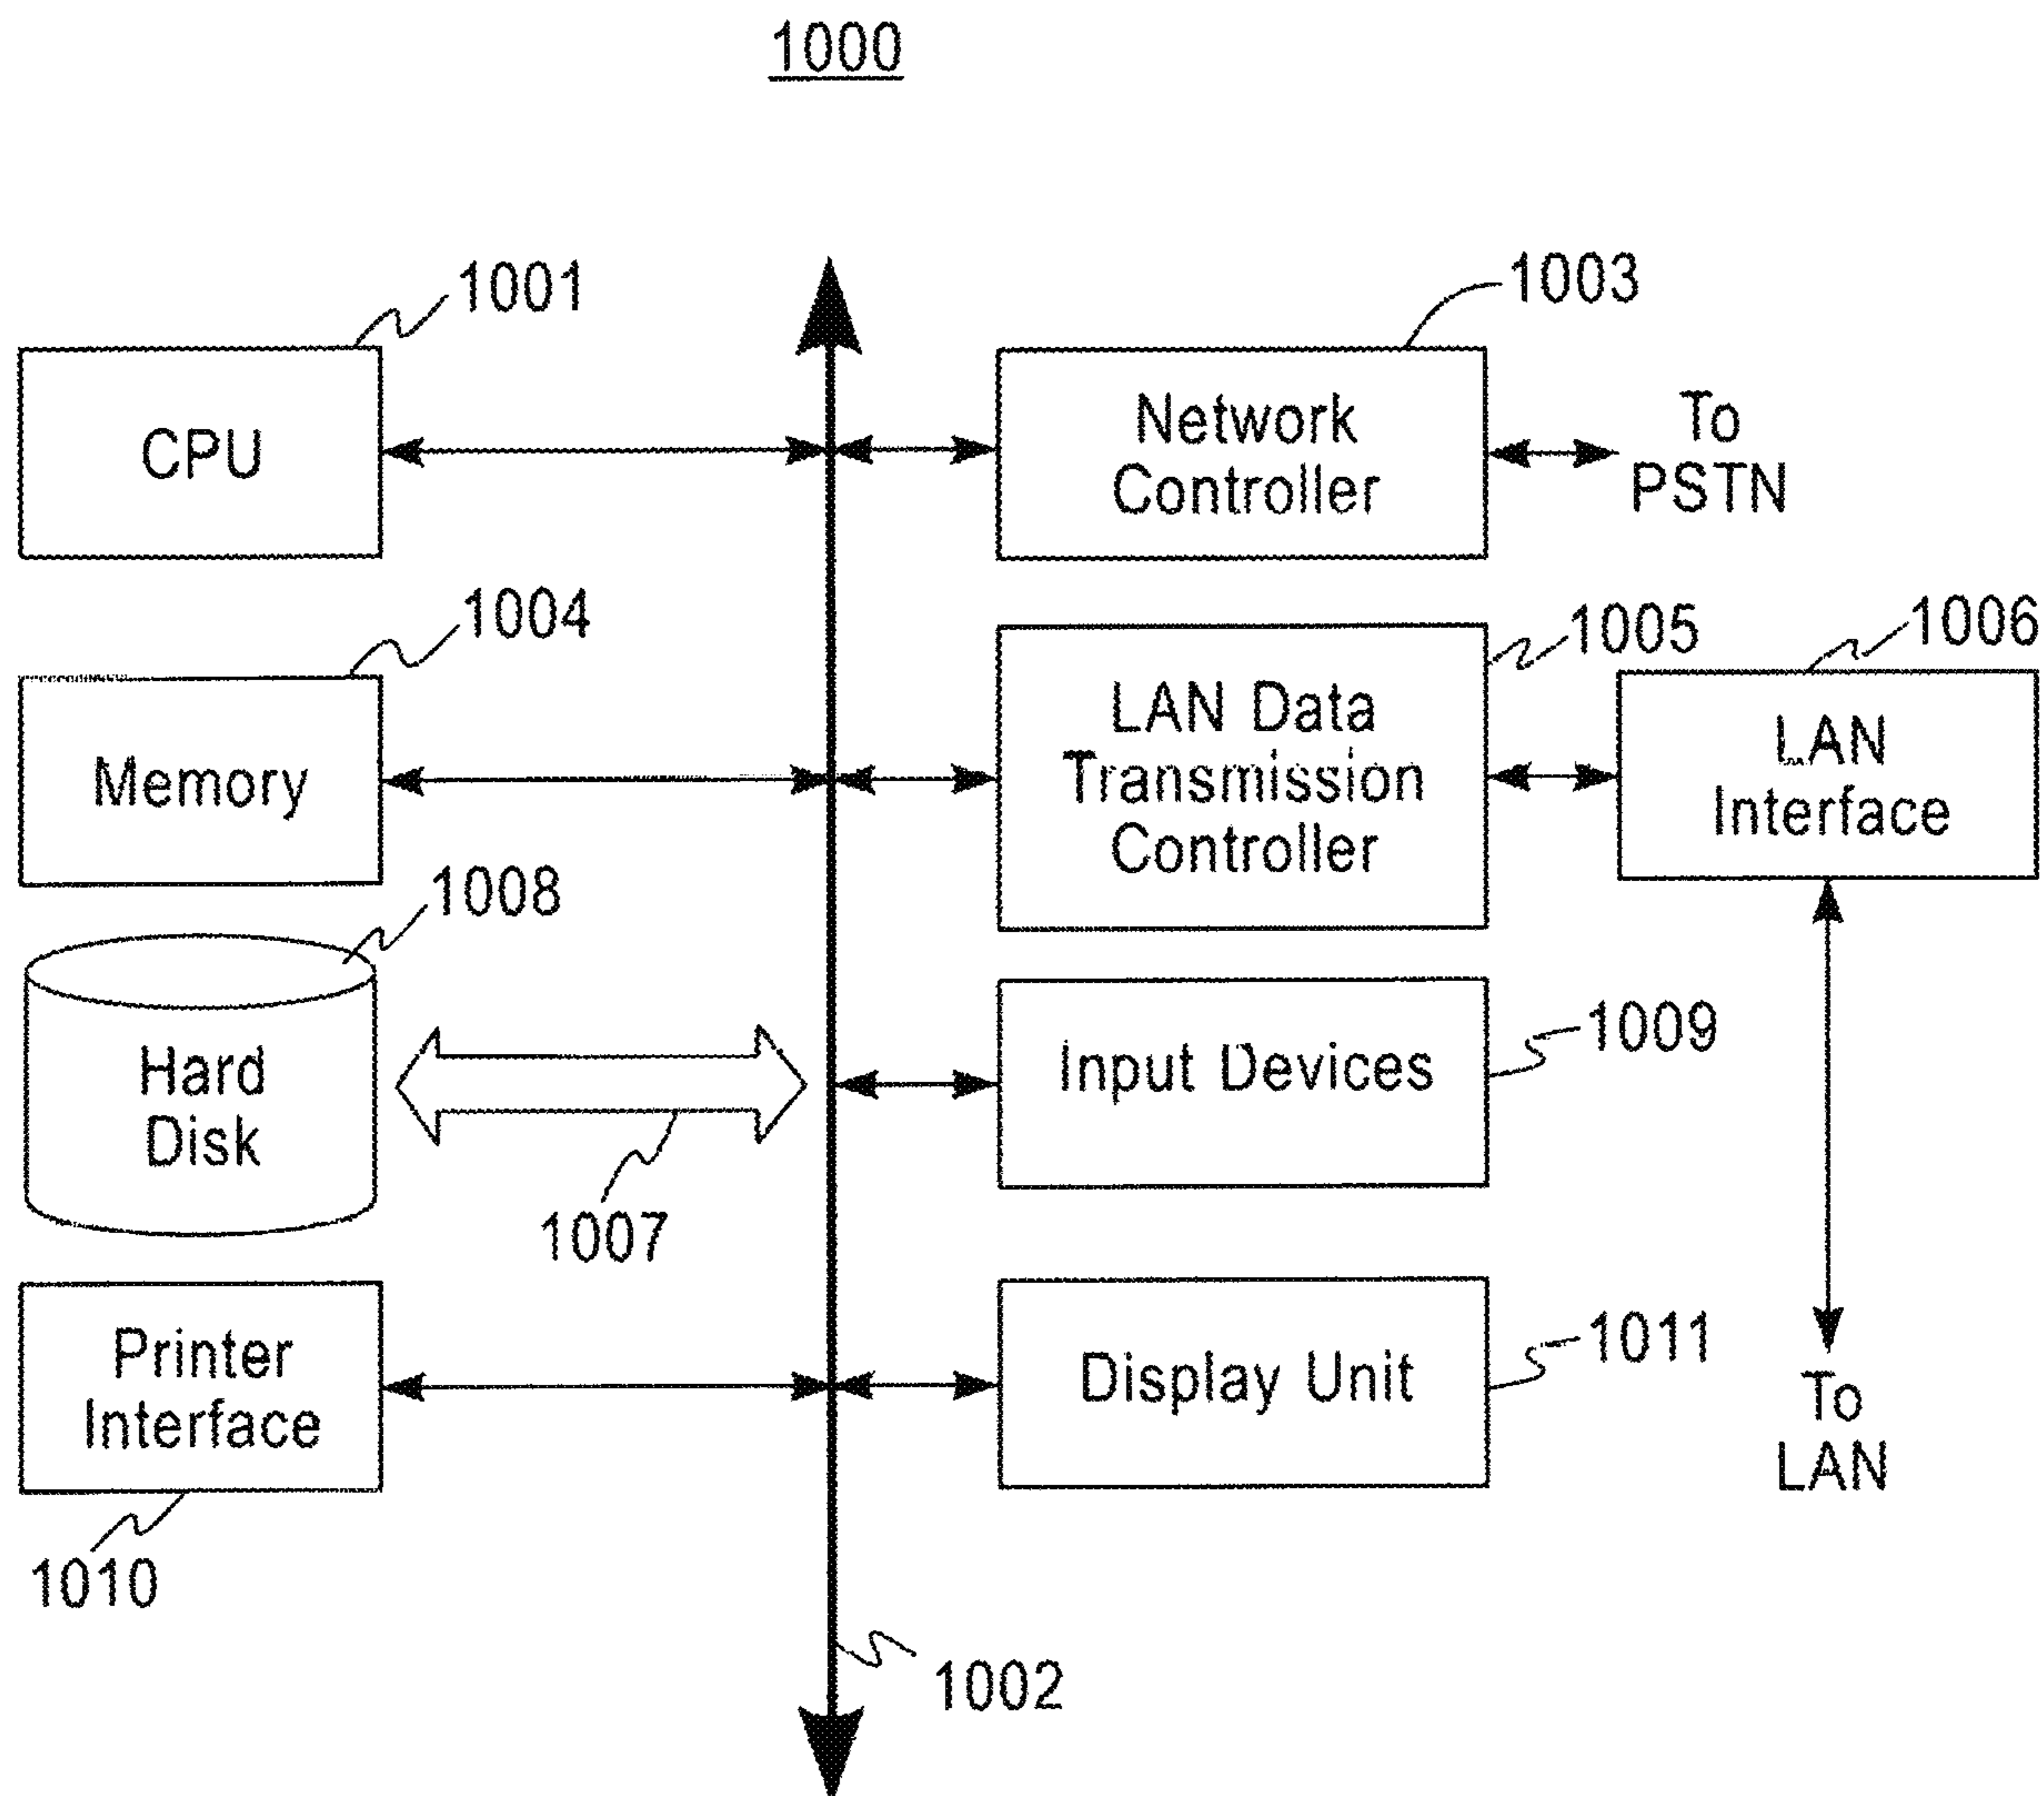 1000
1001
CPU
1003
Network
Controller
To
PSTN
1004
Memory
1005
LAN Data
Transmission
Controller
1006
LAN
Interface
1008
Hard
Disk
1007
1009
Input Devices
Printer
Interface
1010
1011
Display Unit
To
LAN
1002